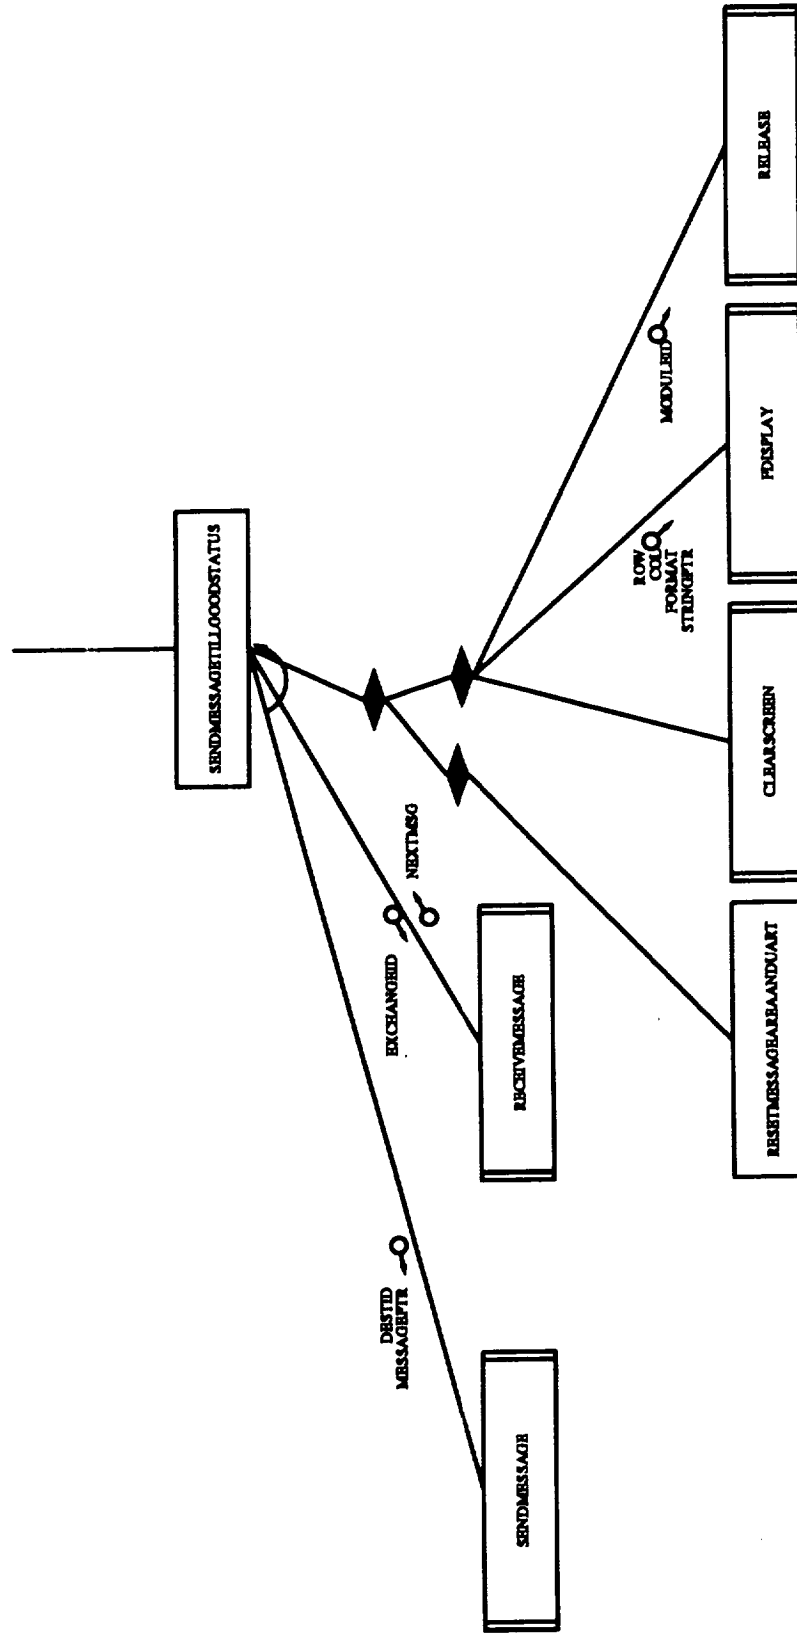 SENDMESSAGETILLGOODSTATUS
DESTID
MESSAGEPTR
EXCHANGEID
NEXTMSG
ROW
COL
FORMAT
STRINGPTR
MODULEID
SENDMESSAGE
RECEIVEMESSAGE
RESETMESSAGEAREAANDUART
CLEARSCREEN
FDISPLAY
RELEASE